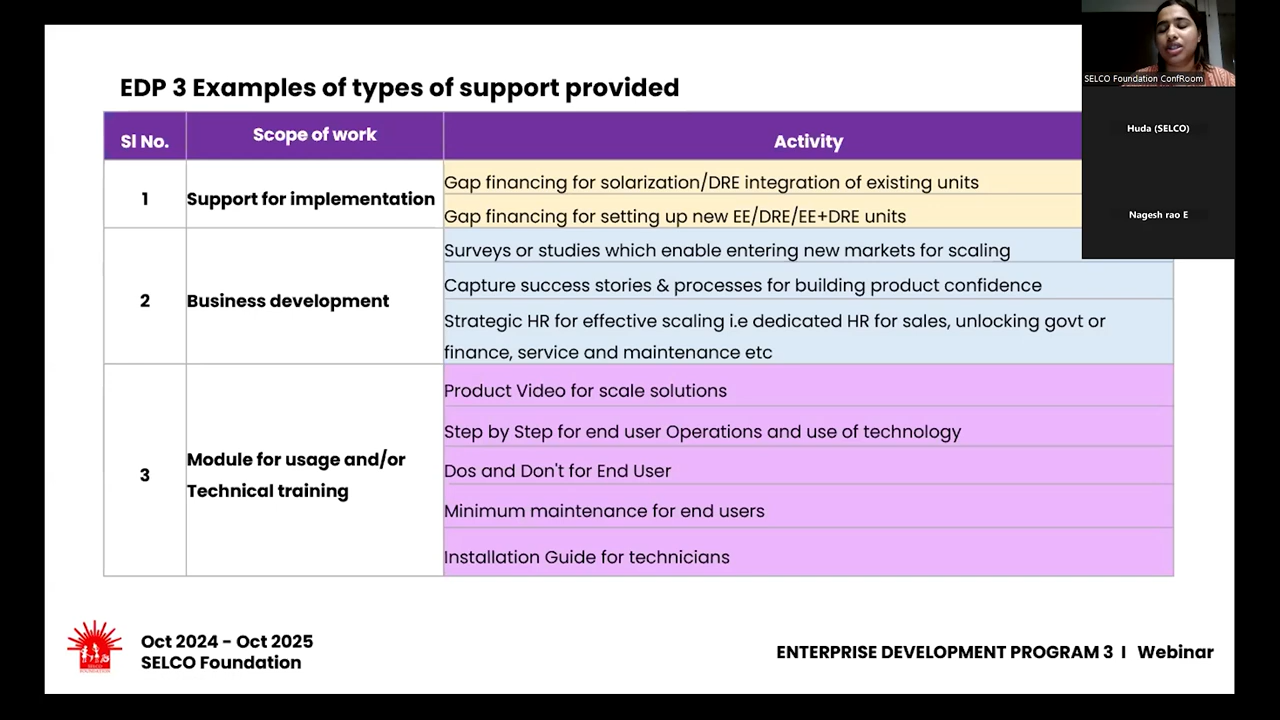 EDP 3 Examples of types of support provided
Sl No.
Scope of work
Activity
1
Support for implementation
Gap financing for solarization/DRE integration of existing units
Gap financing for setting up new EE/DRE/EE+DRE units
2
Business development
Surveys or studies which enable entering new markets for scaling
Capture success stories & processes for building product confidence
Strategic HR for effective scaling i.e dedicated HR for sales, unlocking govt or
finance, service and maintenance etc
3
Module for usage and/or
Technical training
Product Video for scale solutions
Step by Step for end user Operations and use of technology
Dos and Don't for End User
Minimum maintenance for end users
Installation Guide for technicians
SELCO Foundation ConfRoom
Huda (SELCO)
Nagesh rao E
SELCO
Oct 2024 - Oct 2025
SELCO Foundation
ENTERPRISE DEVELOPMENT PROGRAM 3 I Webinar